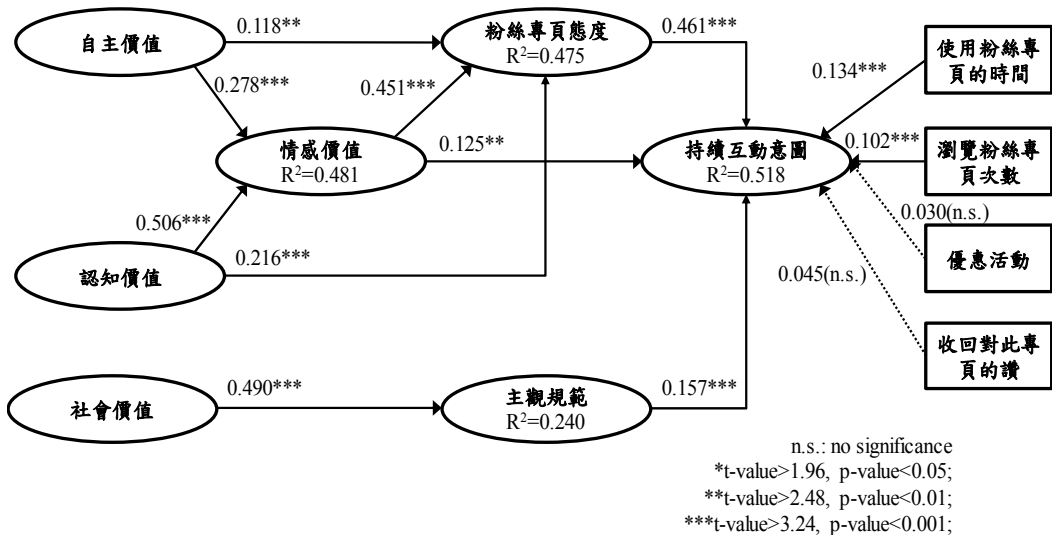 自主價值
0.118**
粉絲專頁態度
R²=0.475
0.461***
使用粉絲專
頁的時間
0.134***
0.278***
0.451***
情感價值
R²=0.481
0.125**
持續互動意圖
R²=0.518
0.102***
瀏覽粉絲專
頁次數
0.506***
0.030(n.s.)
認知價值
0.216***
0.045(n.s.)
優惠活動
收回對此專
頁的讚
社會價值
0.490***
主觀規範
R²=0.240
0.157***
n.s.: no significance
*t-value>1.96, p-value<0.05;
**t-value>2.48, p-value<0.01;
***t-value>3.24, p-value<0.001;